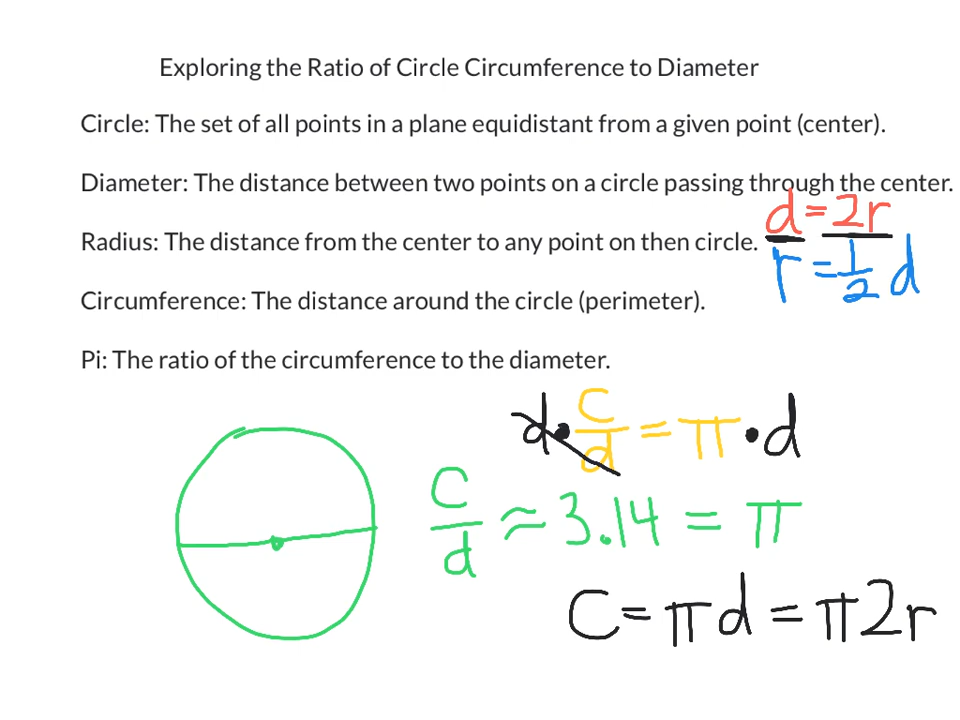 Exploring the Ratio of Circle Circumference to Diameter
Circle: The set of all points in a plane equidistant from a given point (center).
Diameter: The distance between two points on a circle passing through the center.
d = 2r
Radius: The distance from the center to any point on then circle.
r = 1/2 d
Circumference: The distance around the circle (perimeter).
Pi: The ratio of the circumference to the diameter.
d · C/d = π · d
C/d ≈ 3.14 = π
C = πd = π2r